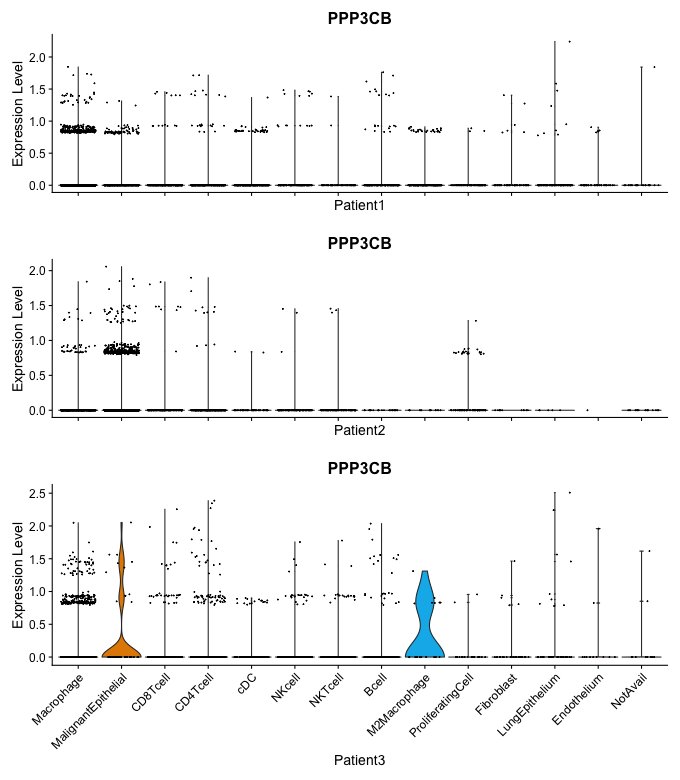 PPP3CB
Expression Level
2.0
1.5
1.0
0.5
0.0
Patient1
PPP3CB
Expression Level
2.0
1.5
1.0
0.5
0.0
Patient2
PPP3CB
Expression Level
2.5
2.0
1.5
1.0
0.5
0.0
Macrophage
MalignantEpithelial
CD8Tcell
CD4Tcell
cDC
NKcell
NKTcell
Bcell
M2Macrophage
ProliferatingCell
Fibroblast
LungEpithelium
Endothelium
NotAvail
Patient3